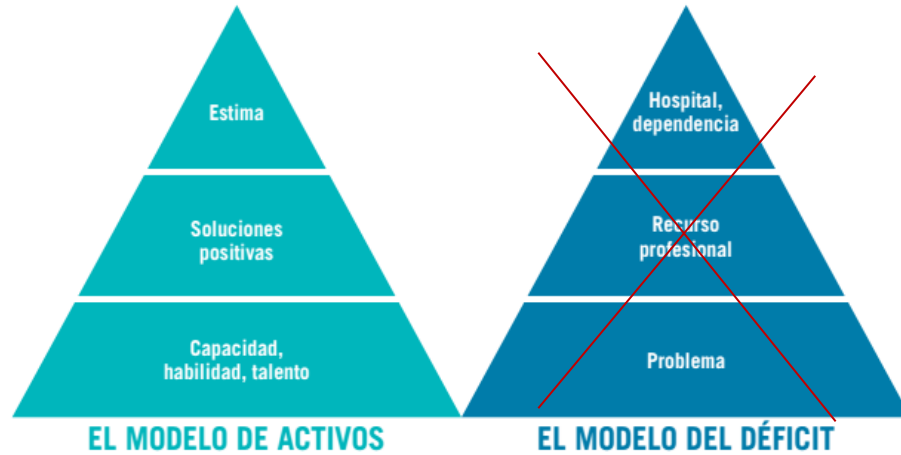 Estima
Soluciones
positivas
Capacidad,
habilidad, talento
EL MODELO DE ACTIVOS
Hospital,
dependencia
Recurso
profesional
Problema
EL MODELO DEL DÉFICIT